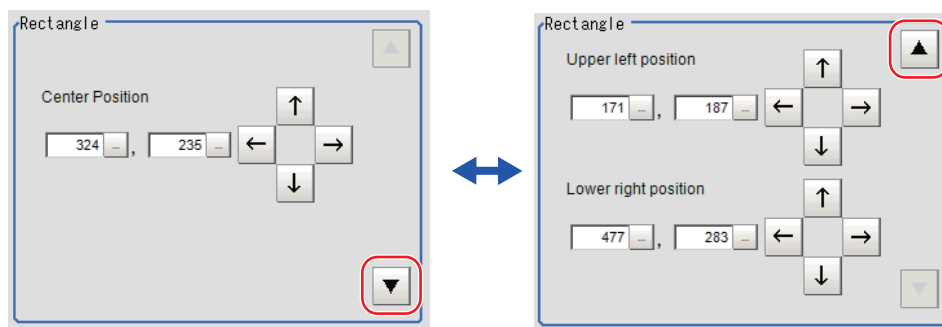 Rectangle
Center Position
324 ... , 235 ...
Rectangle
Upper left position
171 ... , 187 ...
Lower right position
477 ... , 283 ...